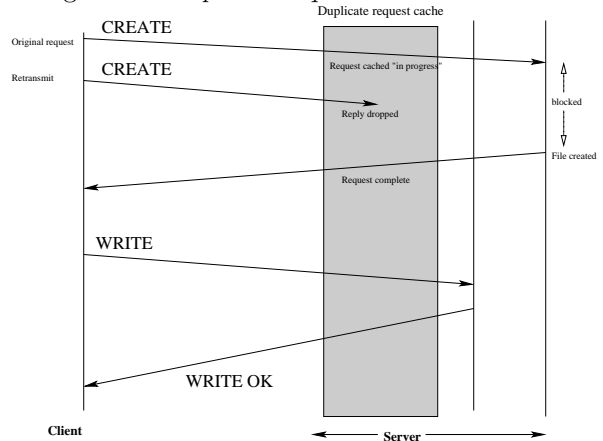 Duplicate request cache
CREATE
Original request
Request cached "in progress"
CREATE
Retransmit
blocked
Reply dropped
File created
Request complete
WRITE
WRITE OK
Client
Server